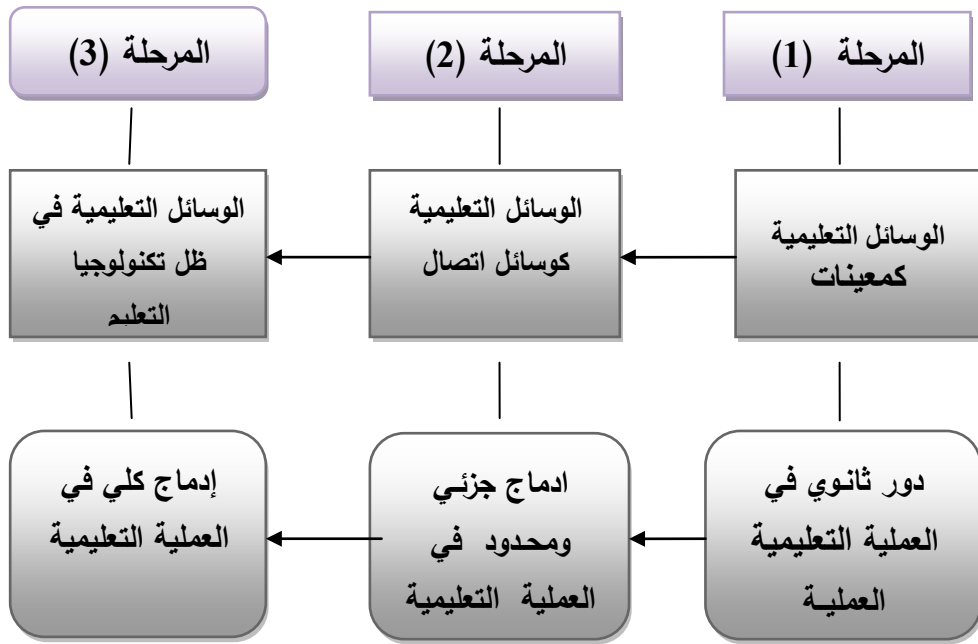 المرحلة (1)
المرحلة (2)
المرحلة (3)
الوسائل التعليمية
كمعينات
الوسائل التعليمية
كوسائل اتصال
الوسائل التعليمية في
ظل تكنولوجيا
التعليم
دور ثانوي في
العملية التعليمية
العمليـة
ادماج جزئي
ومحدود في
العملية التعليمية
إدماج كلي في
العملية التعليمية